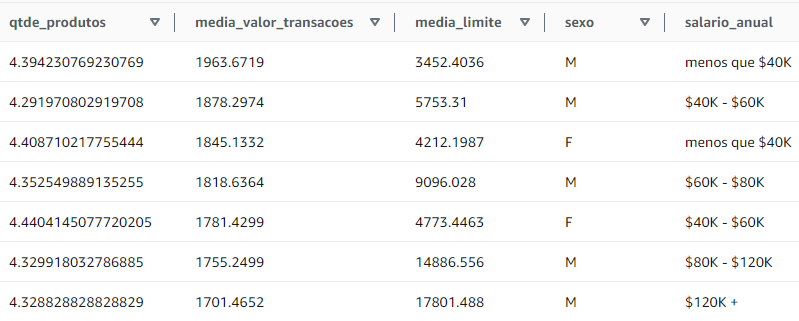 qtde_produtos media_valor_transacoes media_limite sexo salario_anual
4.394230769230769 1963.6719 3452.4036 M menos que $40K
4.291970802919708 1878.2974 5753.31 M $40K - $60K
4.408710217755444 1845.1332 4212.1987 F menos que $40K
4.352549889135255 1818.6364 9096.028 M $60K - $80K
4.4404145077720205 1781.4299 4773.4463 F $40K - $60K
4.329918032786885 1755.2499 14886.556 M $80K - $120K
4.328828828828829 1701.4652 17801.488 M $120K +